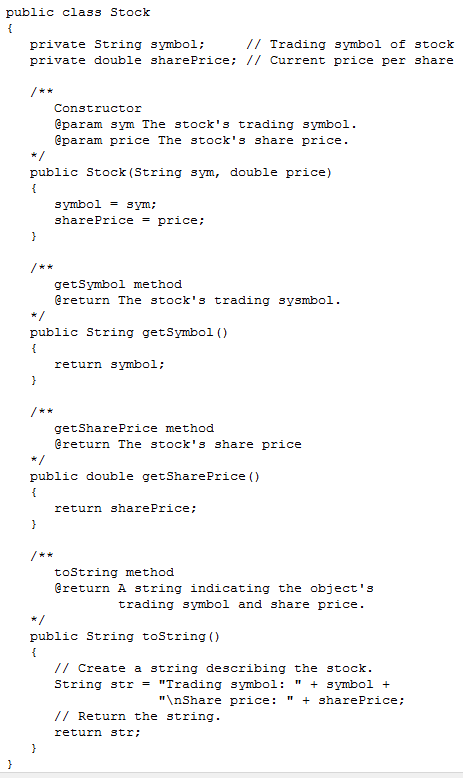 public class Stock
{
   private String symbol;     // Trading symbol of stock
   private double sharePrice; // Current price per share

   /**
      Constructor
      @param sym The stock's trading symbol.
      @param price The stock's share price.
   */
   public Stock(String sym, double price)
   {
      symbol = sym;
      sharePrice = price;
   }

   /**
      getSymbol method
      @return The stock's trading sysmbol.
   */
   public String getSymbol()
   {
      return symbol;
   }

   /**
      getSharePrice method
      @return The stock's share price
   */
   public double getSharePrice()
   {
      return sharePrice;
   }

   /**
      toString method
      @return A string indicating the object's
              trading symbol and share price.
   */
   public String toString()
   {
      // Create a string describing the stock.
      String str = "Trading symbol: " + symbol +
                   "\nShare price: " + sharePrice;
      // Return the string.
      return str;
   }
}